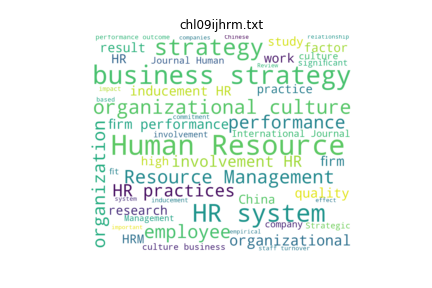 chl09ijhrm.txt
performance outcome companies Chinese relationship
strategy study factor
result culture
HR Journal Human work significant
business strategy
impact inducement HR Review practice
based
organizational culture
commitment
firm performance performance
involvement International Journal
Human Resource
high involvement HR firm
fit Resource Management
organization
HR practices quality
system inducement China effect
research HR system
Management company Strategic
important employee empirical
HRM organizational
culture business staff turnover